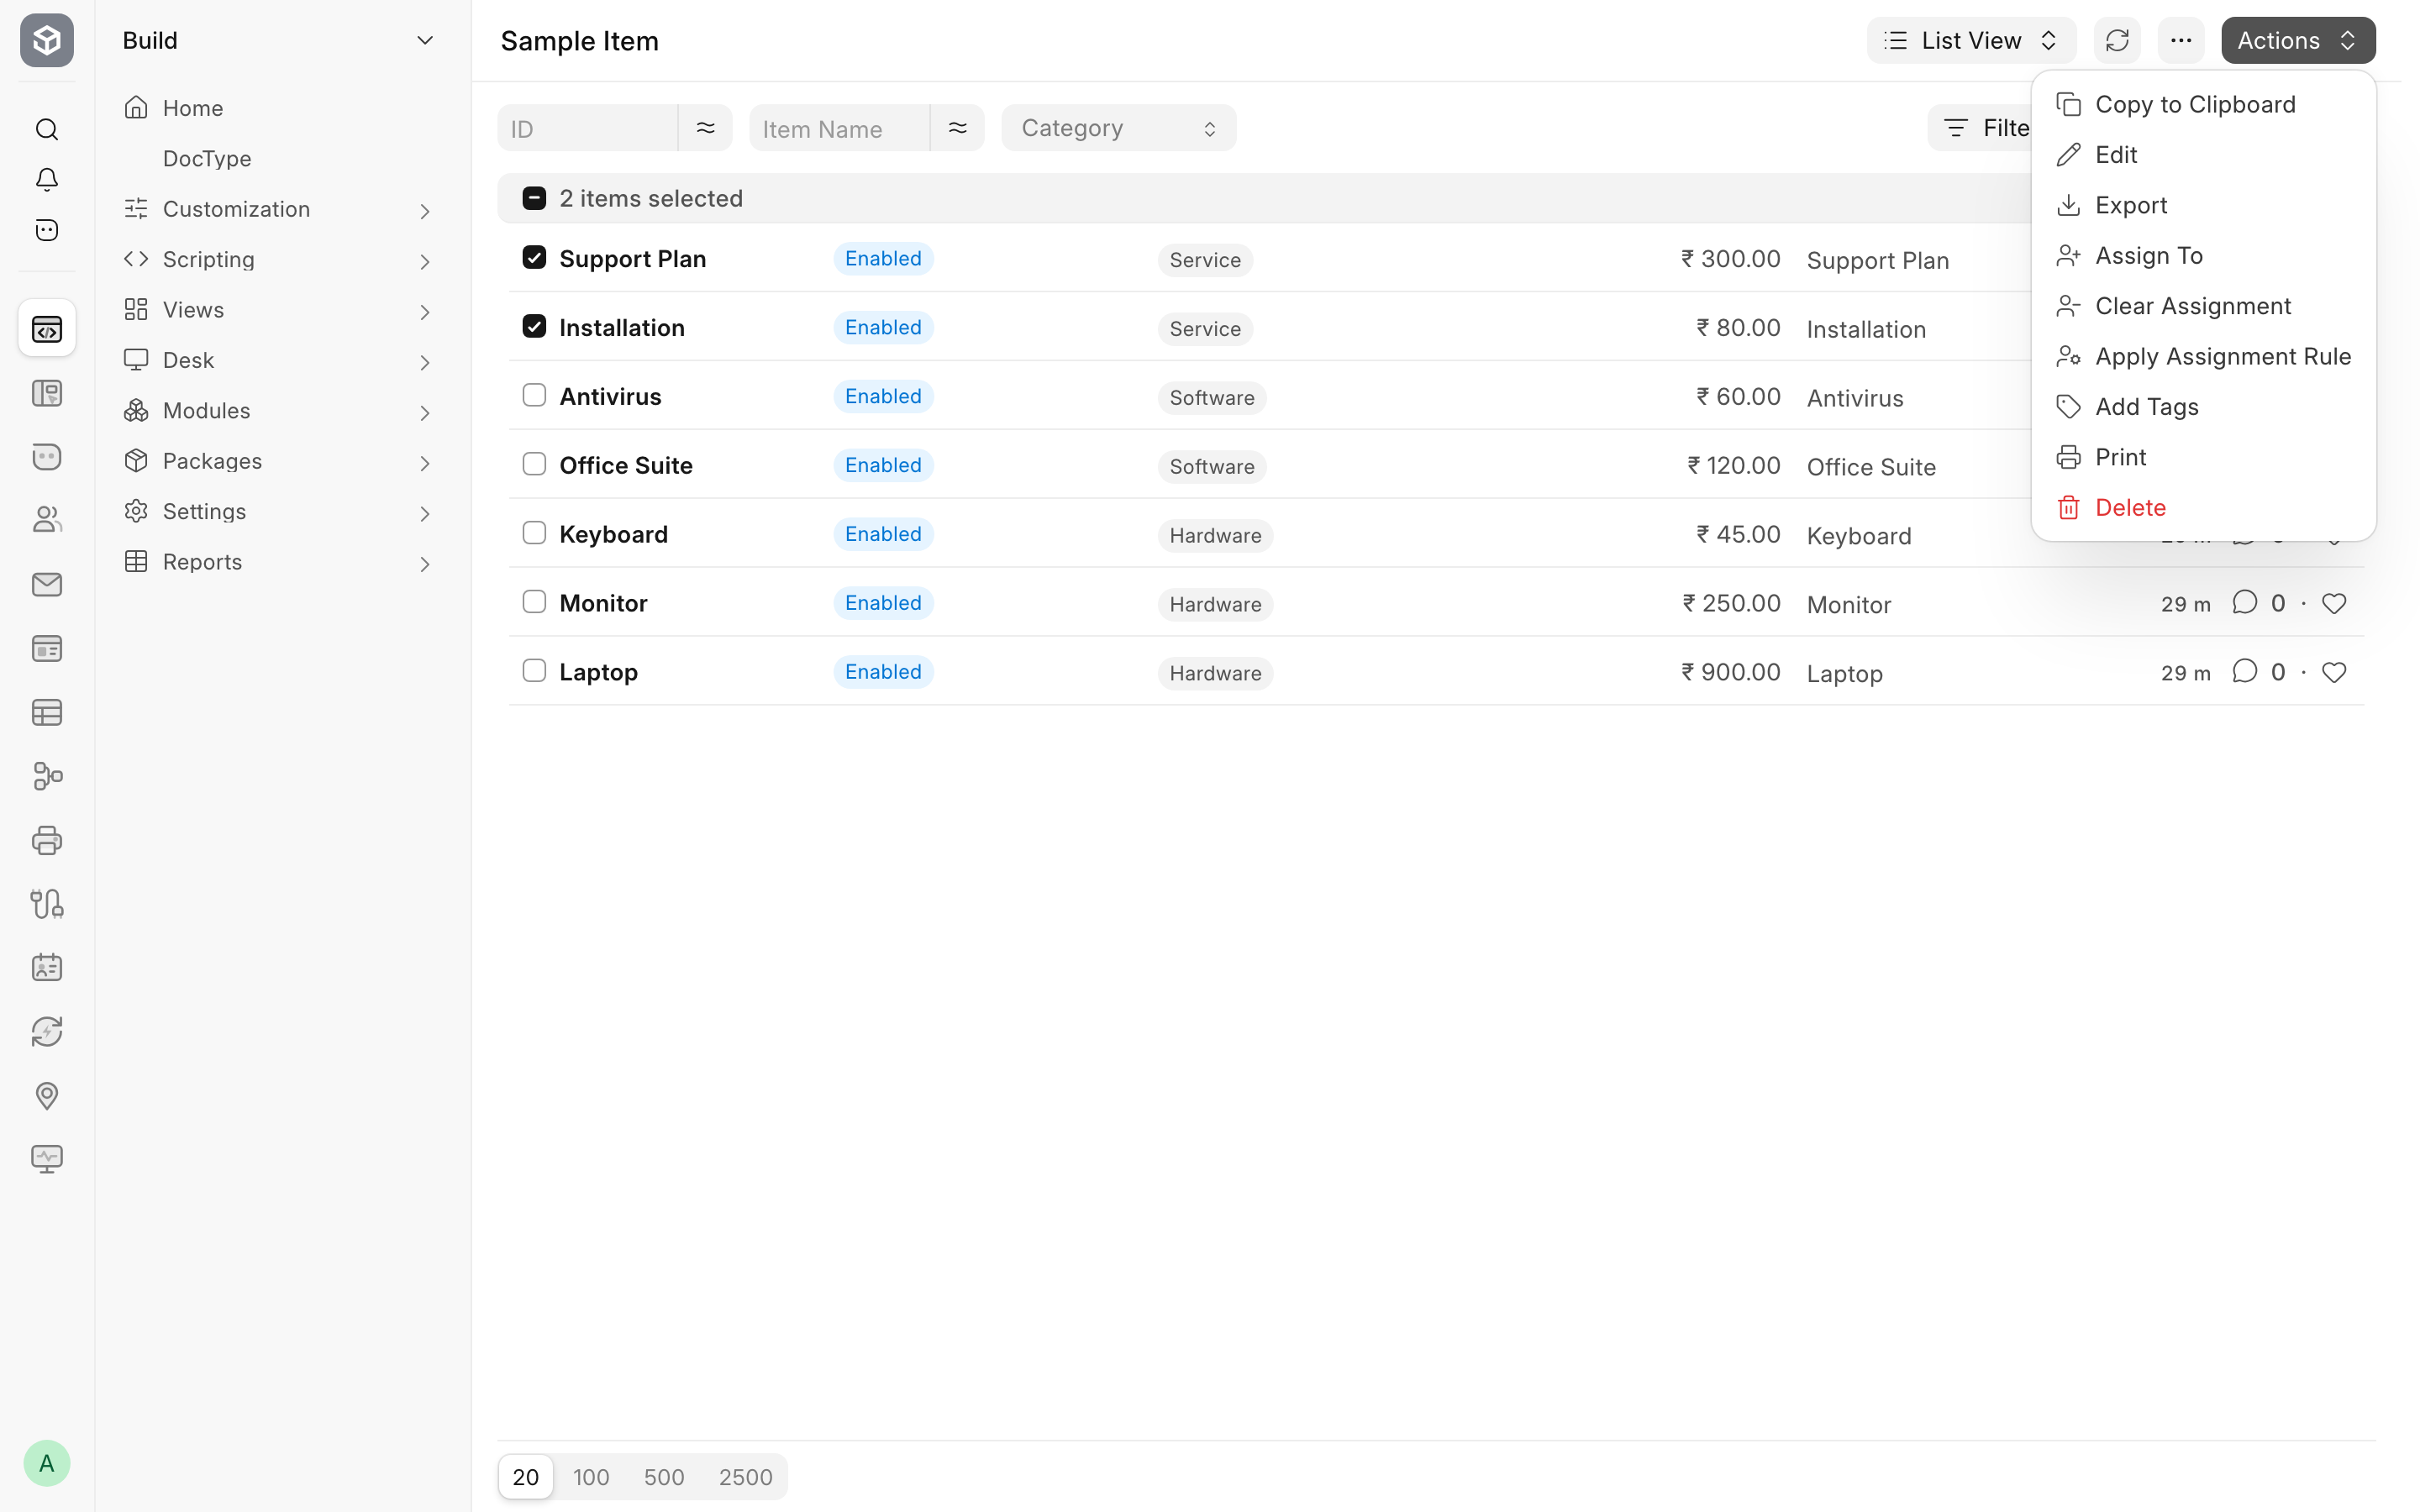 Build
Home
DocType
Customization
Scripting
Views
Desk
Modules
Packages
Settings
Reports
A
Sample Item
List View
Actions
ID
≈
Item Name
≈
Category
Filte
2 items selected
Support Plan Enabled Service ₹ 300.00 Support Plan
Installation Enabled Service ₹ 80.00 Installation
Antivirus Enabled Software ₹ 60.00 Antivirus
Office Suite Enabled Software ₹ 120.00 Office Suite
Keyboard Enabled Hardware ₹ 45.00 Keyboard
Monitor Enabled Hardware ₹ 250.00 Monitor 29 m 0 ·
Laptop Enabled Hardware ₹ 900.00 Laptop 29 m 0 ·
Copy to Clipboard
Edit
Export
Assign To
Clear Assignment
Apply Assignment Rule
Add Tags
Print
Delete
20 100 500 2500